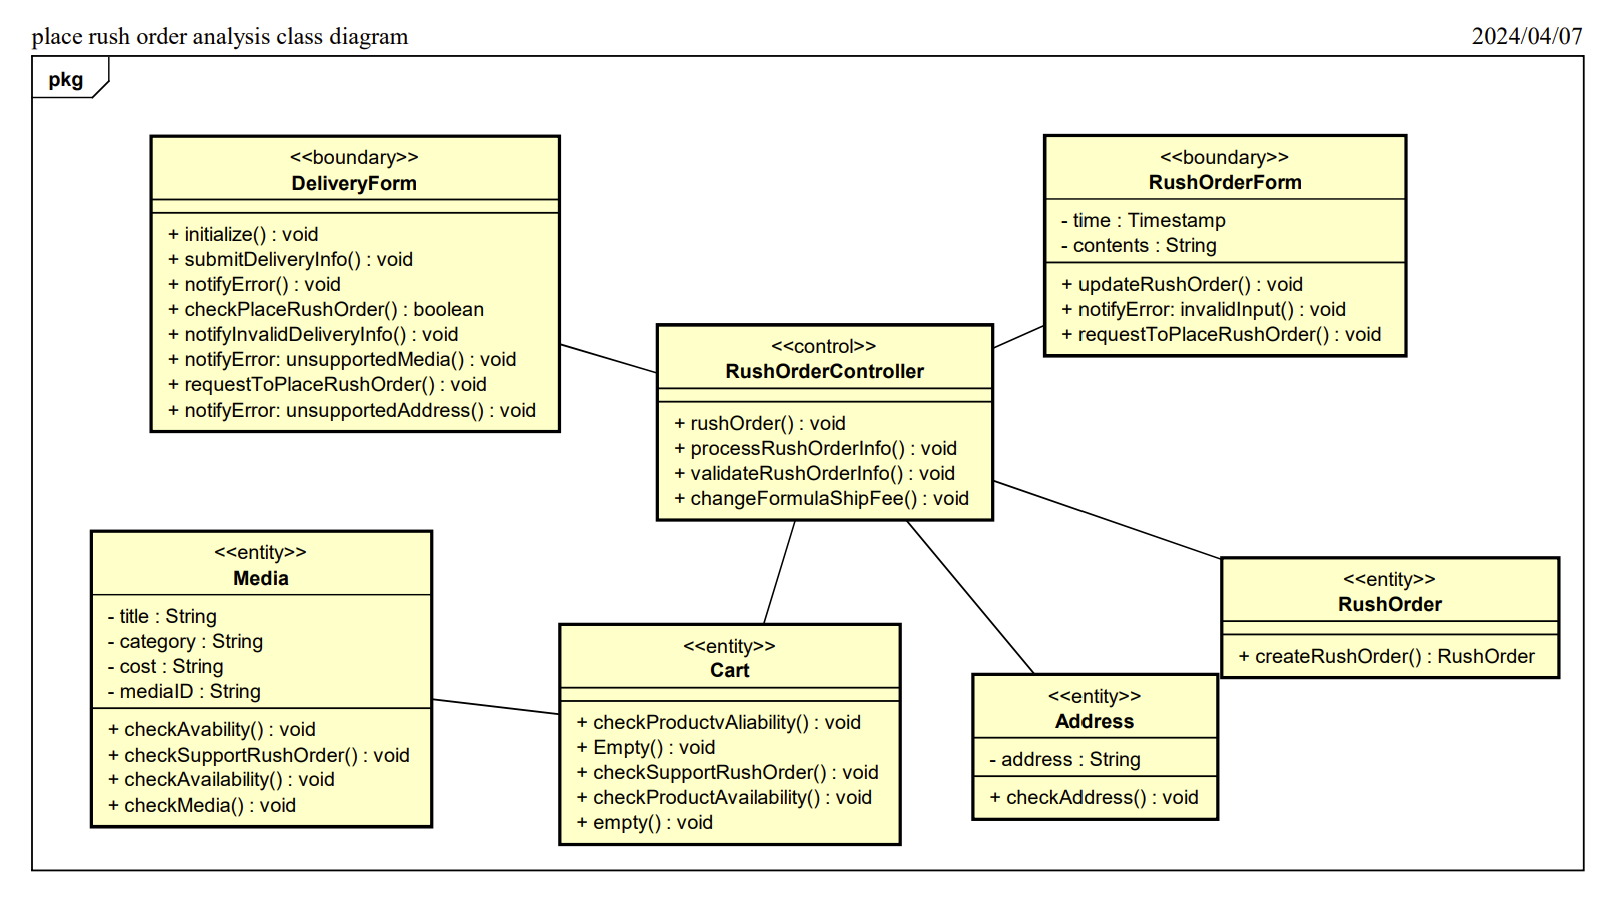 place rush order analysis class diagram
2024/04/07
pkg
<<boundary>>
DeliveryForm
+ initialize() : void
+ submitDeliveryInfo() : void
+ notifyError() : void
+ checkPlaceRushOrder() : boolean
+ notifyInvalidDeliveryInfo() : void
+ notifyError: unsupportedMedia() : void
+ requestToPlaceRushOrder() : void
+ notifyError: unsupportedAddress() : void
<<boundary>>
RushOrderForm
- time : Timestamp
- contents : String
+ updateRushOrder() : void
+ notifyError: invalidInput() : void
+ requestToPlaceRushOrder() : void
<<control>>
RushOrderController
+ rushOrder() : void
+ processRushOrderInfo() : void
+ validateRushOrderInfo() : void
+ changeFormulaShipFee() : void
<<entity>>
Media
- title : String
- category : String
- cost : String
- mediaID : String
+ checkAvability() : void
+ checkSupportRushOrder() : void
+ checkAvailability() : void
+ checkMedia() : void
<<entity>>
Cart
+ checkProductvAliability() : void
+ Empty() : void
+ checkSupportRushOrder() : void
+ checkProductAvailability() : void
+ empty() : void
<<entity>>
Address
- address : String
+ checkAddress() : void
<<entity>>
RushOrder
+ createRushOrder() : RushOrder